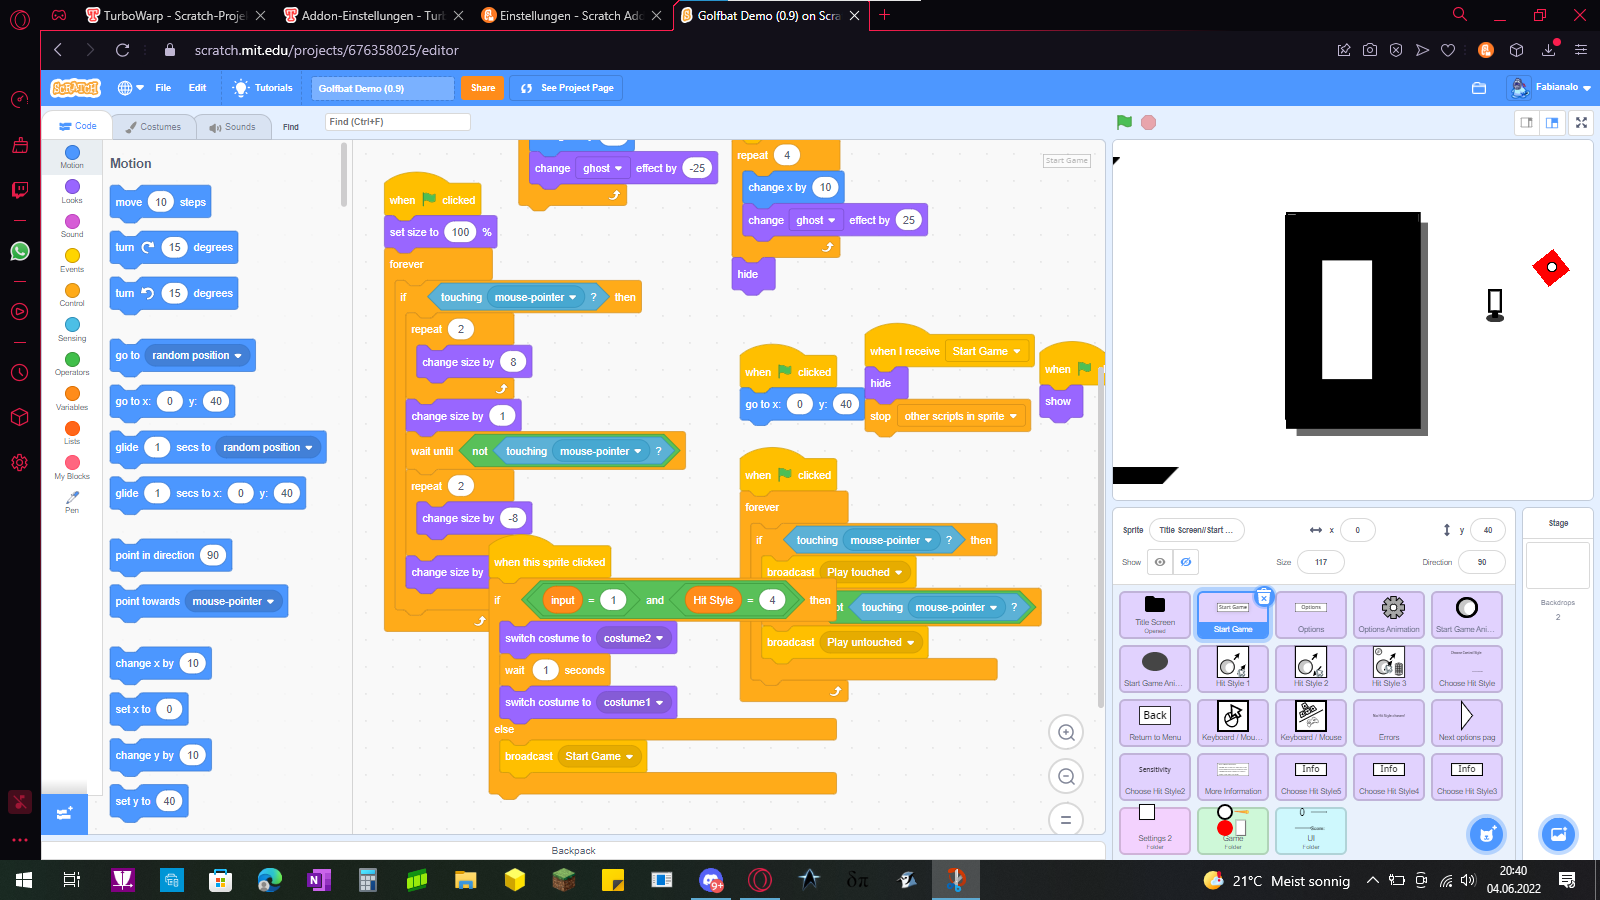 TurboWarp - Scratch-Proje
Addon-Einstellungen - Turb
Einstellungen - Scratch Add
Golfbat Demo (0.9) on Scra
scratch.mit.edu/projects/676358025/editor
SCRATCH
File
Edit
Tutorials
Golfbat Demo (0.9)
Share
See Project Page
Fabianalo
Code
Costumes
Sounds
Find
Find (Ctrl+F)
Motion
Looks
Sound
Events
Control
Sensing
Operators
Variables
Lists
My Blocks
Pen
Motion
move 10 steps
turn 15 degrees
turn 15 degrees
go to random position
go to x: 0 y: 40
glide 1 secs to random position
glide 1 secs to x: 0 y: 40
point in direction 90
point towards mouse-pointer
change x by 10
set x to 0
change y by 10
set y to 40
change ghost effect by -25
when clicked
set size to 100 %
forever
if touching mouse-pointer ? then
repeat 2
change size by 8
change size by 1
wait until not touching mouse-pointer ?
repeat 2
change size by -8
change size by
when this sprite clicked
if input = 1 and Hit Style = 4 then
switch costume to costume2
wait 1 seconds
switch costume to costume1
else
broadcast Start Game
repeat 4
change x by 10
change ghost effect by 25
hide
when clicked
go to x: 0 y: 40
when I receive Start Game
hide
stop other scripts in sprite
when
show
when clicked
forever
if touching mouse-pointer ? then
broadcast Play touched
touching mouse-pointer ?
broadcast Play untouched
Start Game
Backpack
Sprite Title Screen//Start ...
x 0
y 40
Show
Size 117
Direction 90
Stage
Backdrops
2
Title Screen
Opened
Start Game
Start Game
Options
Options
Options Animation
Start Game Ani...
Start Game Ani...
Hit Style 1
Hit Style 2
Hit Style 3
Choose Hit Style
Back
Return to Menu
Keyboard / Mou...
Keyboard / Mouse
Errors
Next options pag
Sensitivity
Choose Hit Style2
More Information
Info
Choose Hit Style5
Info
Choose Hit Style4
Info
Choose Hit Style3
Settings 2
Folder
Game
Folder
UI
Folder
9+
δπ
21°C Meist sonnig
20:40
04.06.2022